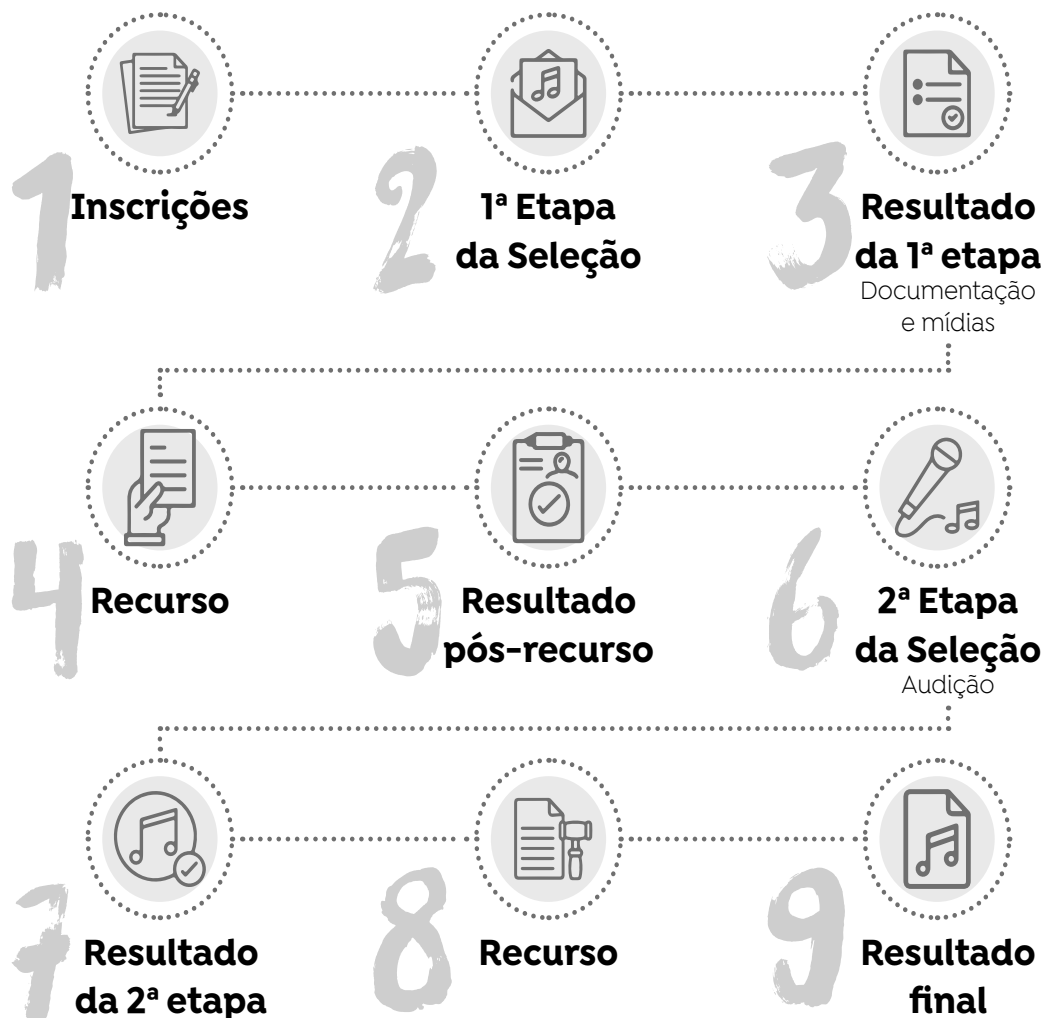 1
Inscrições
2
1ª Etapa
da Seleção
3
Resultado
da 1ª etapa
Documentação
e mídias
4
Recurso
5
Resultado
pós-recurso
6
2ª Etapa
da Seleção
Audição
7
Resultado
da 2ª etapa
8
Recurso
9
Resultado
final